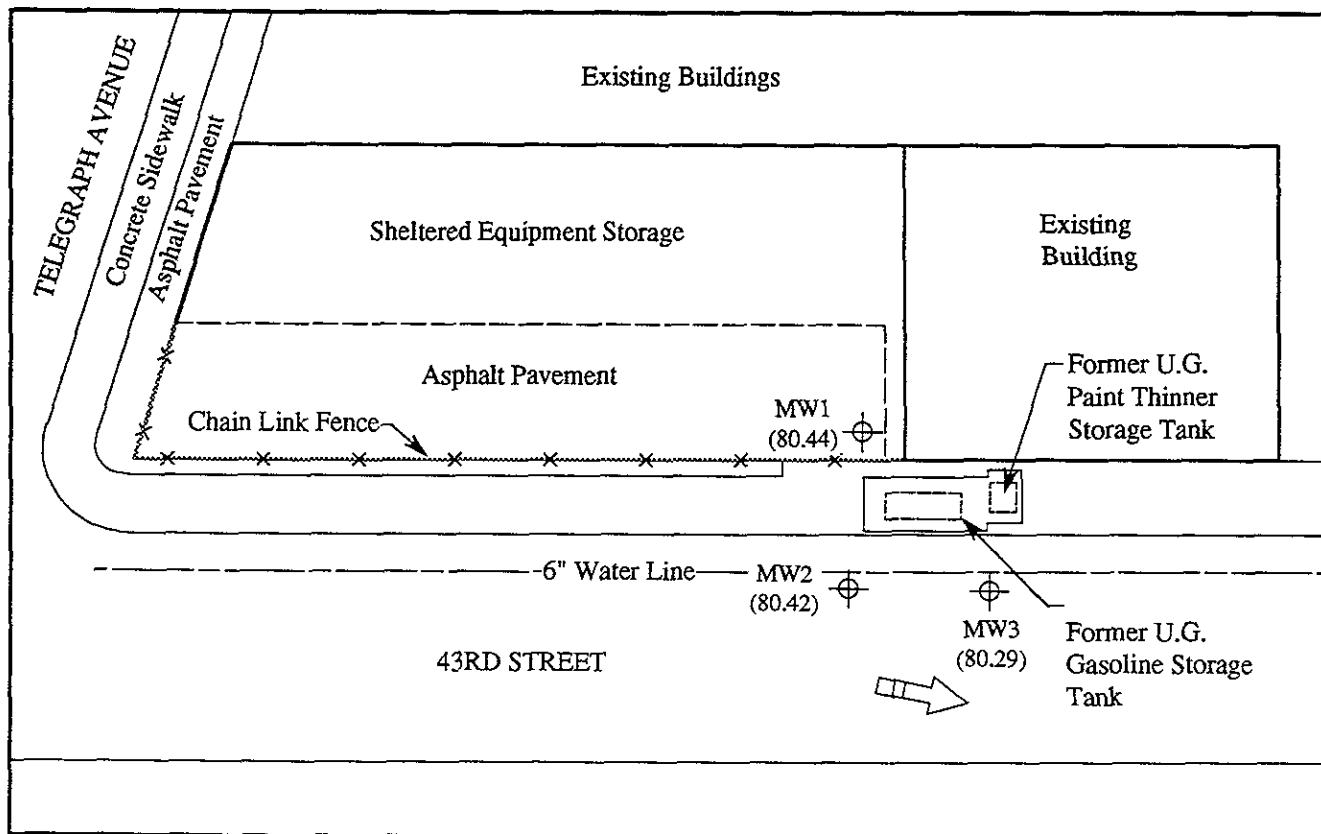 Existing Buildings
TELEGRAPH AVENUE
Concrete Sidewalk
Asphalt Pavement
Sheltered Equipment Storage
Existing
Building
Asphalt Pavement
Former U.G.
Paint Thinner
Storage Tank
MW1
(80.44)
Chain Link Fence
6" Water Line
MW2
(80.42)
MW3
(80.29)
Former U.G.
Gasoline Storage
Tank
43RD STREET